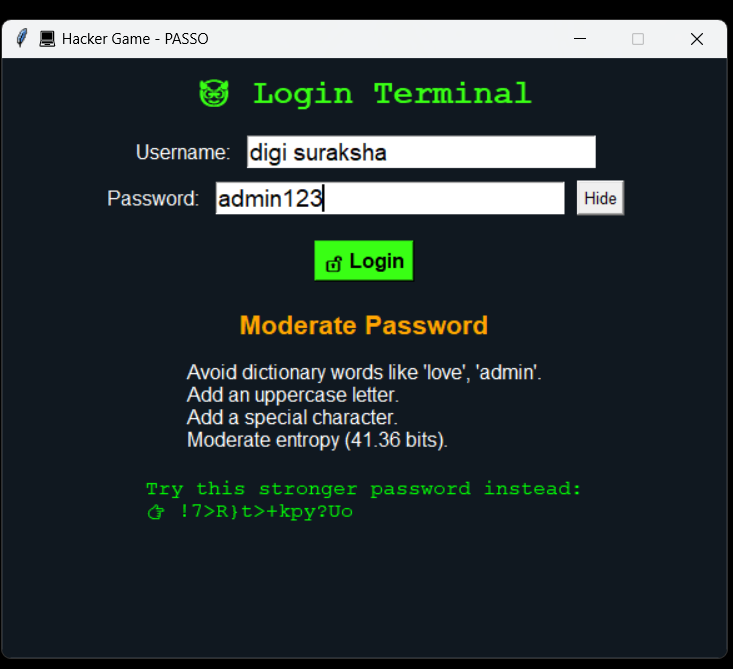 Hacker Game - PASSO
Login Terminal
Username: digi suraksha
Password: admin123 Hide
Login
Moderate Password
Avoid dictionary words like 'love', 'admin'.
Add an uppercase letter.
Add a special character.
Moderate entropy (41.36 bits).
Try this stronger password instead:
👉 !7>R}t>+kpy?Uo